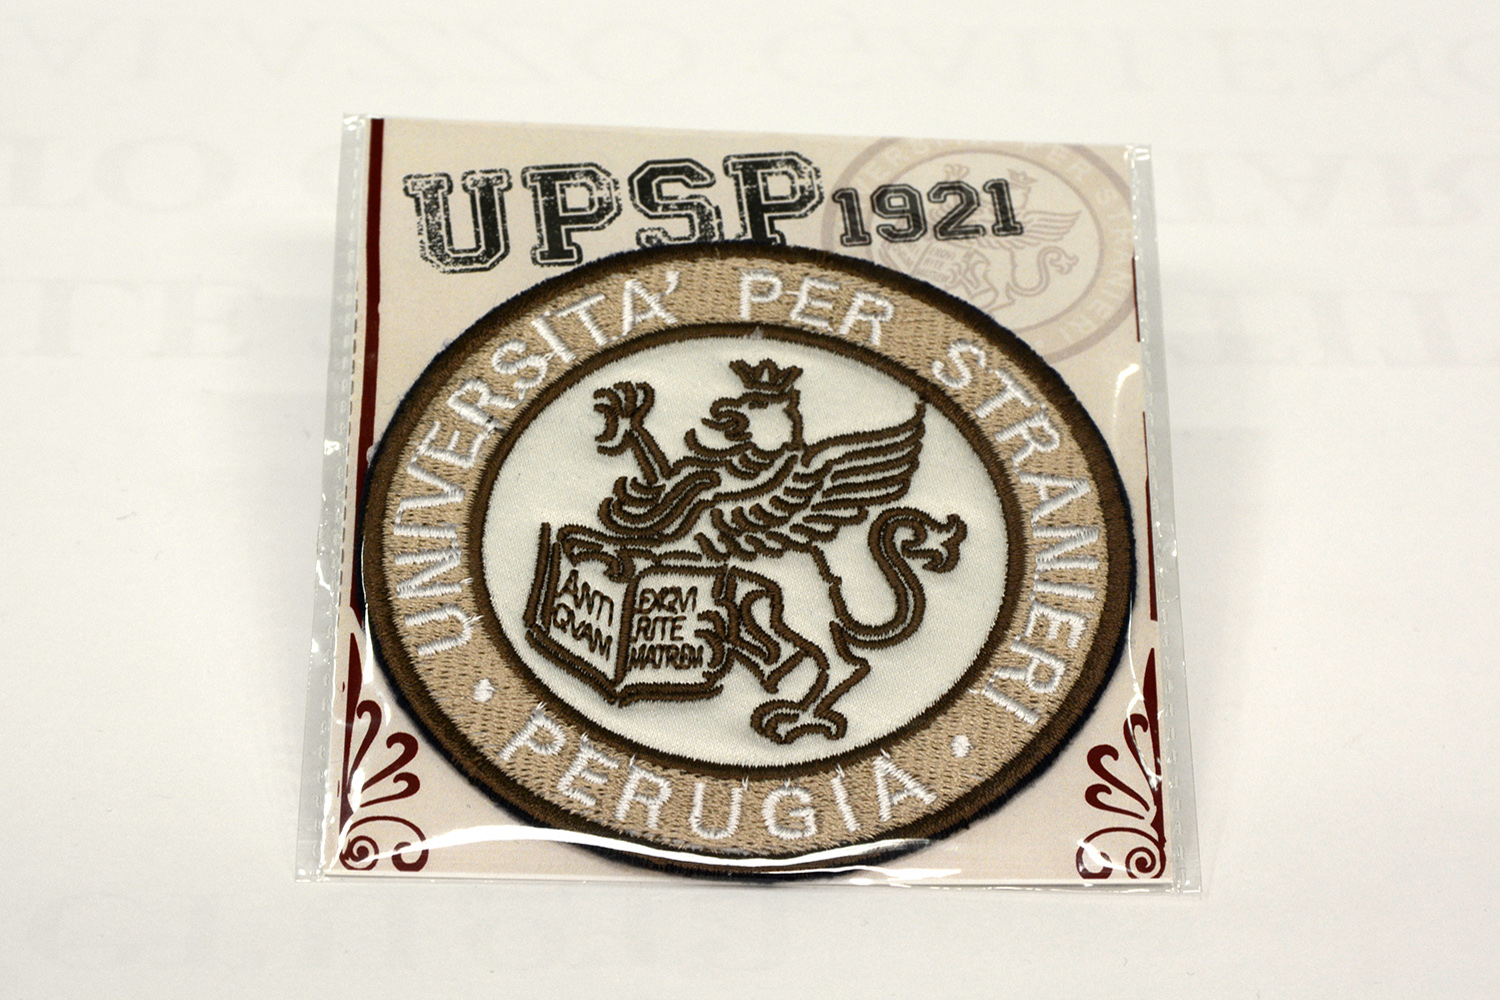 UPSP 1921
UNIVERSITA' PER STRANIERI
ANTI
QVAM
EXQVI
RITE
MATREM
· PERUGIA ·